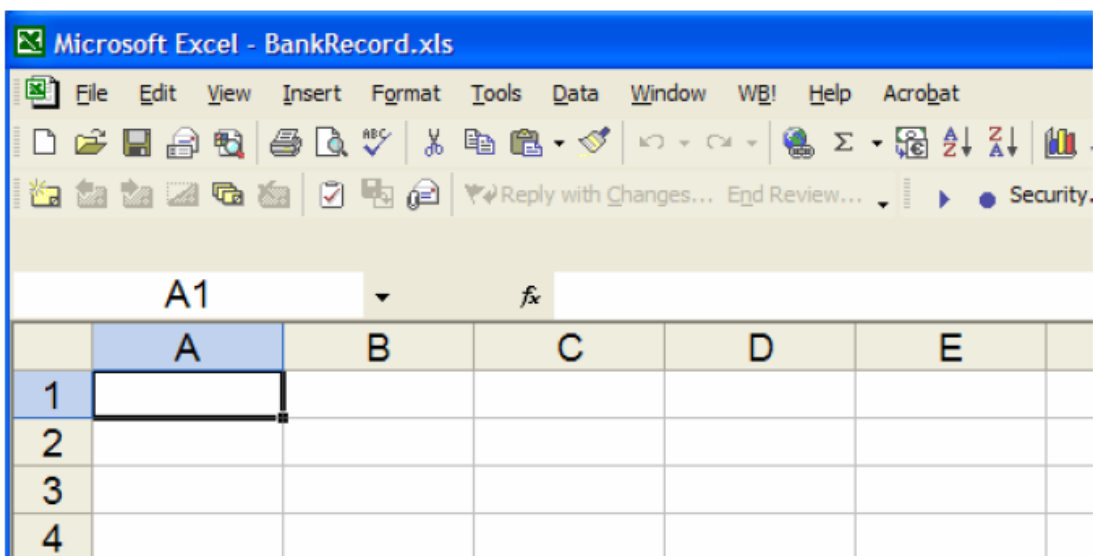 Microsoft Excel - BankRecord.xls
File Edit View Insert Format Tools Data Window WB! Help Acrobat
ABC Σ € A Z Z A
Reply with Changes... End Review... Security.
A1 fx
A B C D E
1
2
3
4